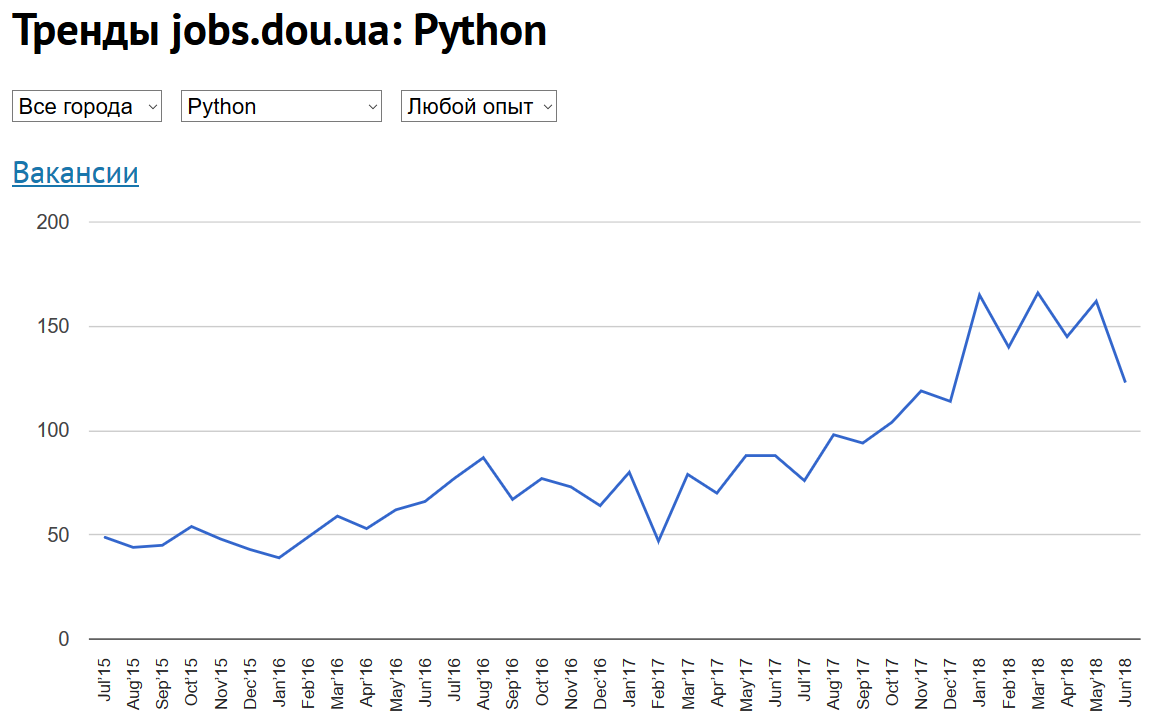 Тренды jobs.dou.ua: Python
Все города Python Любой опыт
Вакансии
200
150
100
50
0
Jul'15 Aug'15 Sep'15 Oct'15 Nov'15 Dec'15 Jan'16 Feb'16 Mar'16 Apr'16 May'16 Jun'16 Jul'16 Aug'16 Sep'16 Oct'16 Nov'16 Dec'16 Jan'17 Feb'17 Mar'17 Apr'17 May'17 Jun'17 Jul'17 Aug'17 Sep'17 Oct'17 Nov'17 Dec'17 Jan'18 Feb'18 Mar'18 Apr'18 May'18 Jun'18